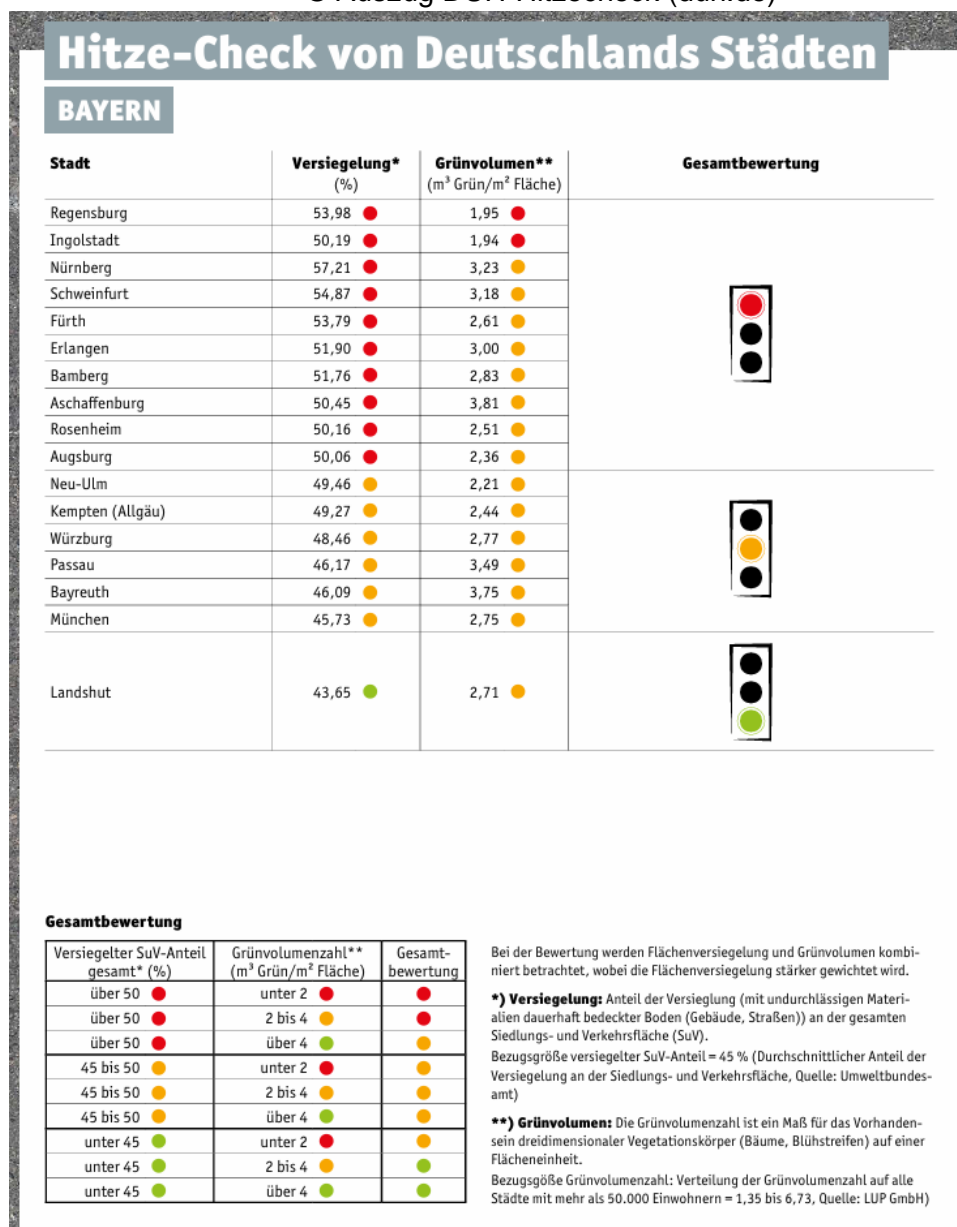 Hitze-Check von Deutschlands Städten
BAYERN
Stadt Versiegelung* Grünvolumen** Gesamtbewertung
(%) (m³ Grün/m² Fläche)
Regensburg 53,98 1,95
Ingolstadt 50,19 1,94
Nürnberg 57,21 3,23
Schweinfurt 54,87 3,18
Fürth 53,79 2,61
Erlangen 51,90 3,00
Bamberg 51,76 2,83
Aschaffenburg 50,45 3,81
Rosenheim 50,16 2,51
Augsburg 50,06 2,36
Neu-Ulm 49,46 2,21
Kempten (Allgäu) 49,27 2,44
Würzburg 48,46 2,77
Passau 46,17 3,49
Bayreuth 46,09 3,75
München 45,73 2,75
Landshut 43,65 2,71
Gesamtbewertung
Versiegelter SuV-Anteil Grünvolumenzahl** Gesamt-
gesamt* (%) (m³ Grün/m² Fläche) bewertung
über 50 unter 2
über 50 2 bis 4
über 50 über 4
45 bis 50 unter 2
45 bis 50 2 bis 4
45 bis 50 über 4
unter 45 unter 2
unter 45 2 bis 4
unter 45 über 4
Bei der Bewertung werden Flächenversiegelung und Grünvolumen kombi-
niert betrachtet, wobei die Flächenversiegelung stärker gewichtet wird.
*) Versiegelung: Anteil der Versieglung (mit undurchlässigen Materi-
alien dauerhaft bedeckter Boden (Gebäude, Straßen)) an der gesamten
Siedlungs- und Verkehrsfläche (SuV).
Bezugsgröße versiegelter SuV-Anteil = 45 % (Durchschnittlicher Anteil der
Versiegelung an der Siedlungs- und Verkehrsfläche, Quelle: Umweltbundes-
amt)
**) Grünvolumen: Die Grünvolumenzahl ist ein Maß für das Vorhanden-
sein dreidimensionaler Vegetationskörper (Bäume, Blühstreifen) auf einer
Flächeneinheit.
Bezugsgöße Grünvolumenzahl: Verteilung der Grünvolumenzahl auf alle
Städte mit mehr als 50.000 Einwohnern = 1,35 bis 6,73, Quelle: LUP GmbH)